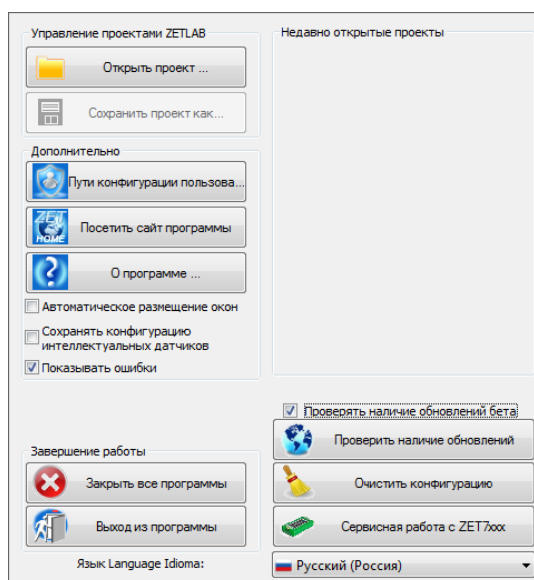 Управление проектами ZETLAB
Открыть проект ...
Сохранить проект как...
Дополнительно
Пути конфигурации пользова...
ZET
HOME
Посетить сайт программы
О программе ...
Автоматическое размещение окон
Сохранять конфигурацию
интеллектуальных датчиков
Показывать ошибки
Завершение работы
Закрыть все программы
Выход из программы
Язык Language Idioma:
Недавно открытые проекты
Проверять наличие обновлений бета
Проверить наличие обновлений
Очистить конфигурацию
Сервисная работа с ZET7xxx
Русский (Россия)